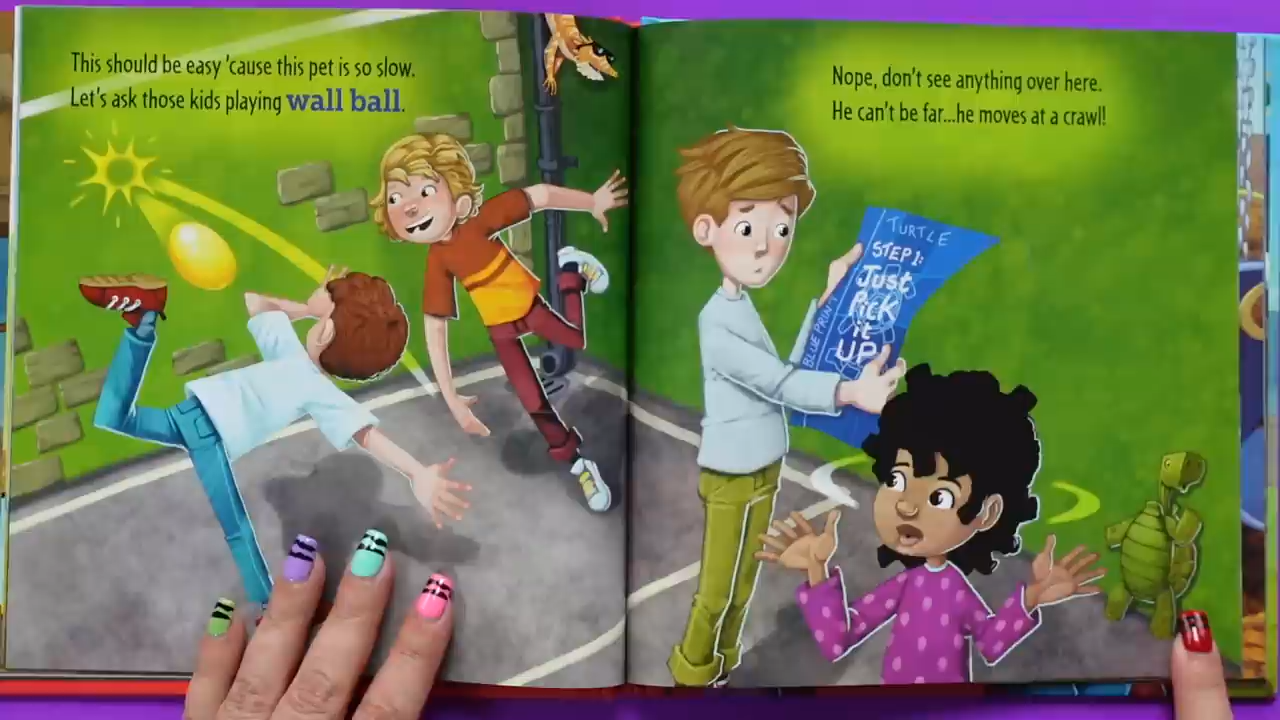 This should be easy 'cause this pet is so slow.
Let's ask those kids playing wall ball.
Nope, don't see anything over here.
He can't be far...he moves at a crawl!
TURTLE
STEP 1:
Just
Pick
it
UP!
BLUE PRINT